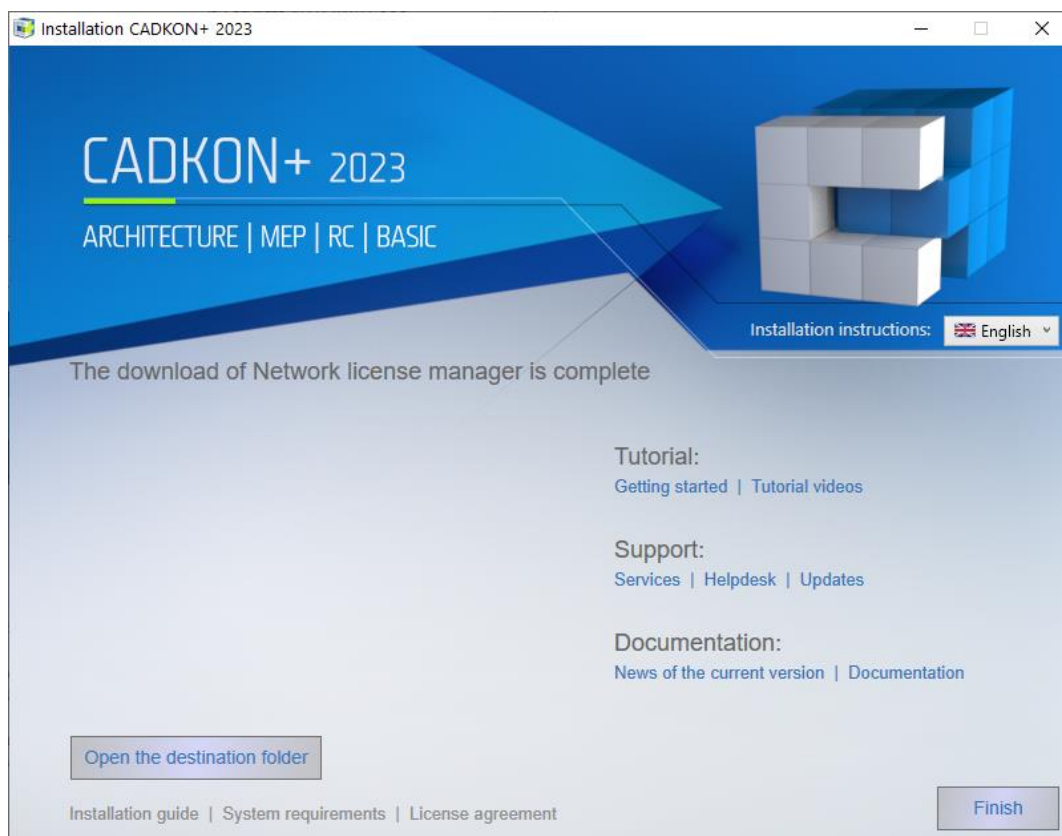 Installation CADKON+ 2023
CADKON+ 2023
ARCHITECTURE | MEP | RC | BASIC
Installation instructions: English
The download of Network license manager is complete
Tutorial:
Getting started | Tutorial videos
Support:
Services | Helpdesk | Updates
Documentation:
News of the current version | Documentation
Open the destination folder
Installation guide | System requirements | License agreement
Finish